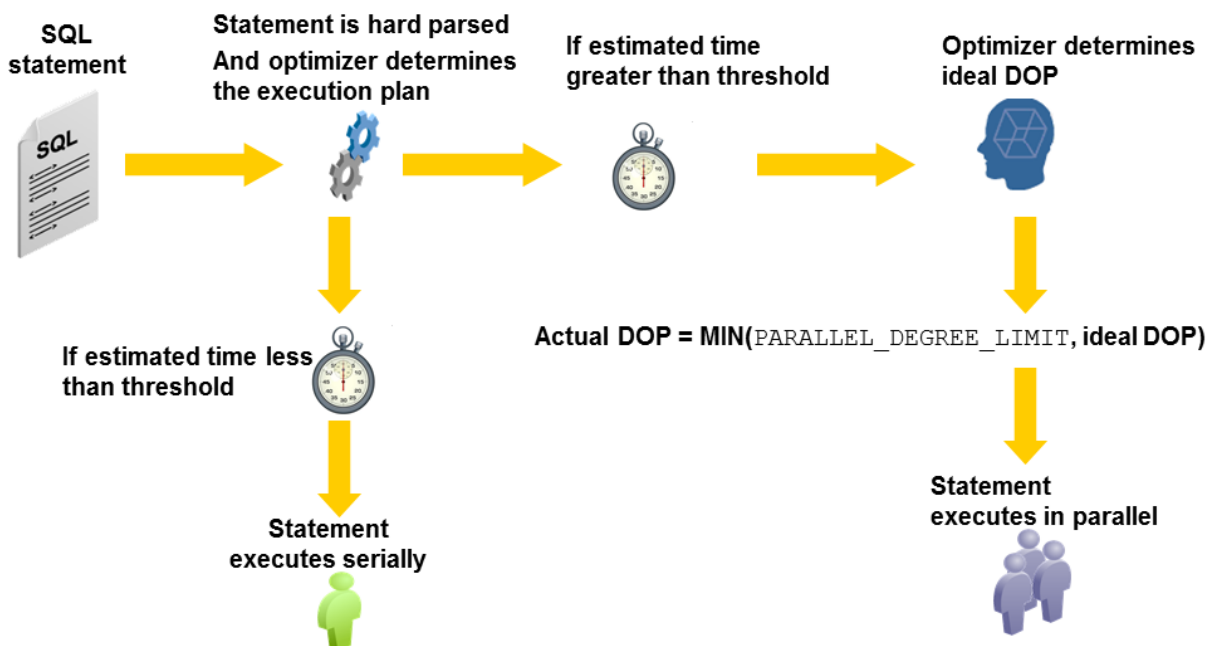 SQL
statement
SQL
Statement is hard parsed
And optimizer determines
the execution plan
If estimated time
greater than threshold
Optimizer determines
ideal DOP
If estimated time less
than threshold
Actual DOP = MIN(PARALLEL_DEGREE_LIMIT, ideal DOP)
Statement
executes serially
Statement
executes in parallel